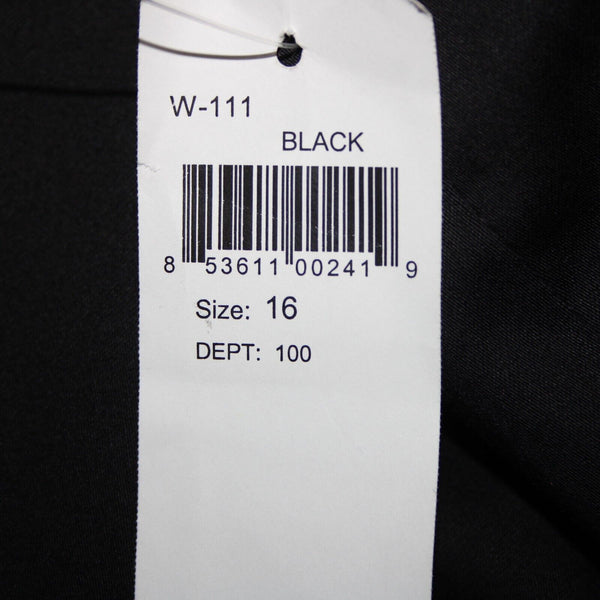 W-111
BLACK
8 53611 00241 9
Size: 16
DEPT: 100